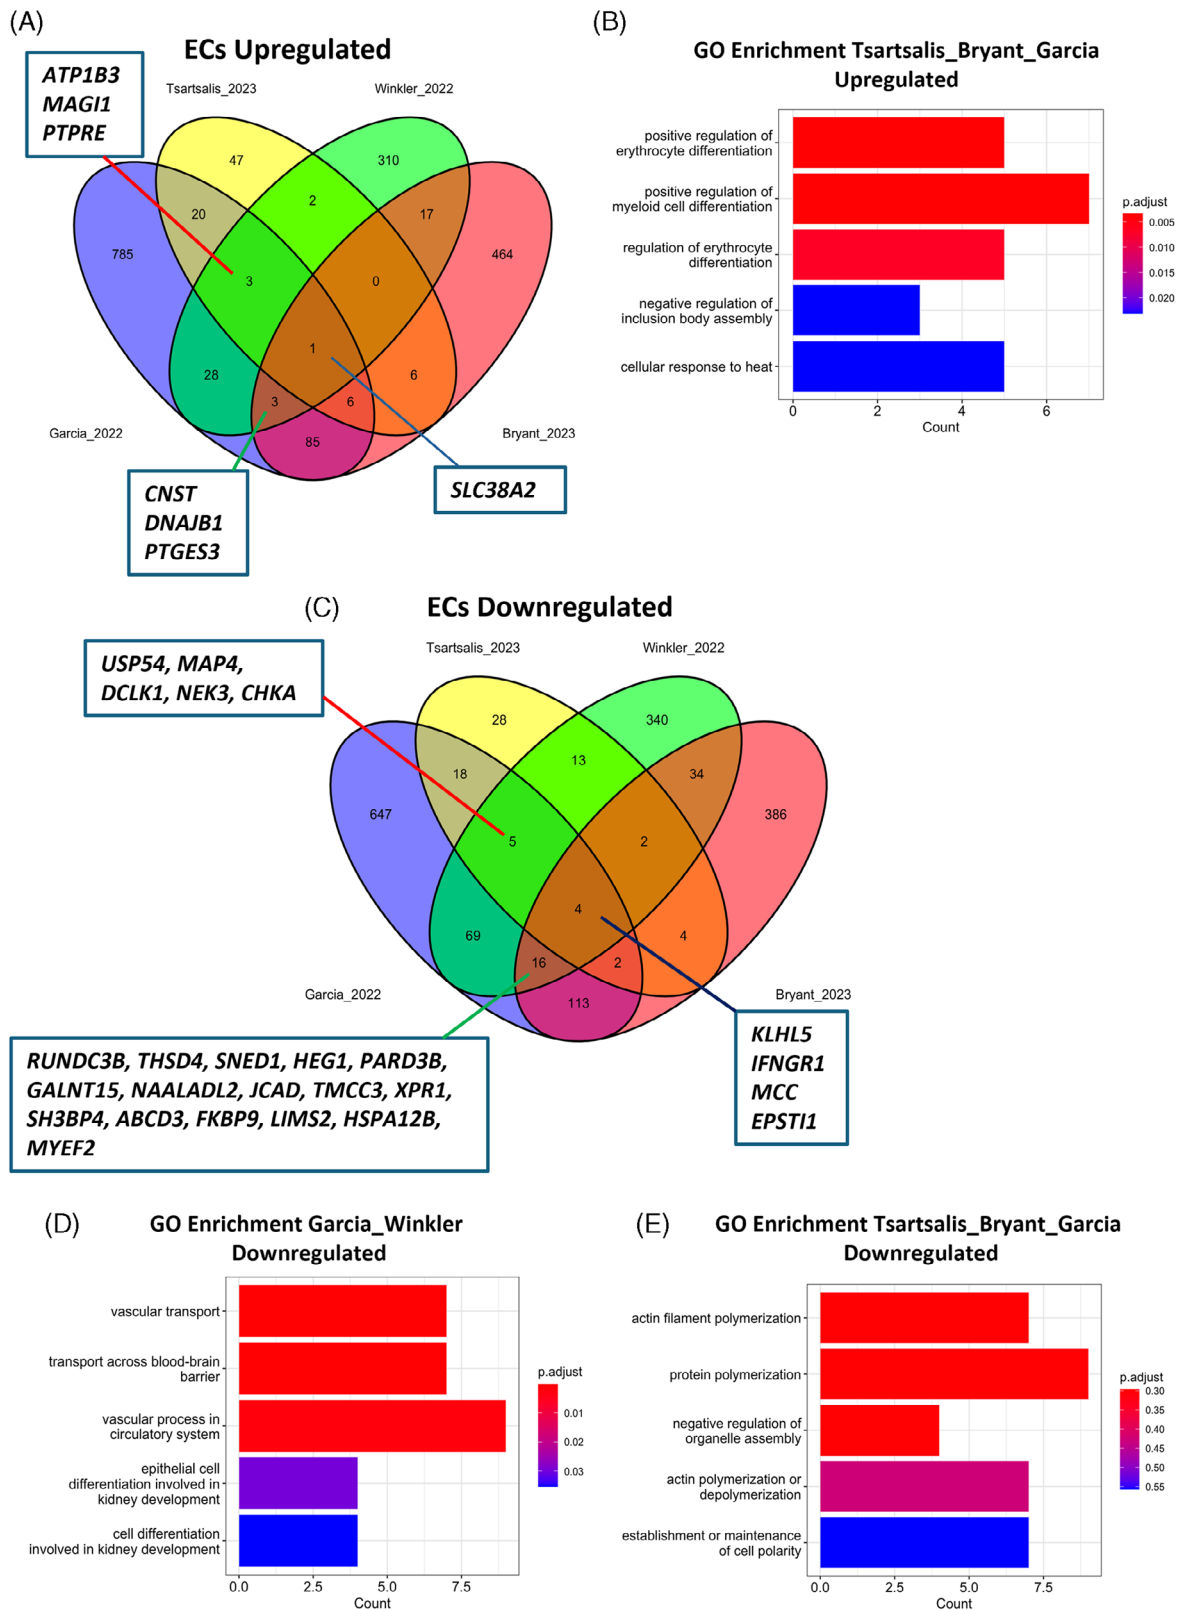 (A)
ECs Upregulated
ATP1B3
MAGI1
PTPRE
Tsartsalis_2023
Winkler_2022
47
310
20
2
17
785
464
3
0
1
28
6
3
6
85
Garcia_2022
Bryant_2023
CNST
DNAJB1
PTGES3
SLC38A2
(B)
GO Enrichment Tsartsalis_Bryant_Garcia
Upregulated
positive regulation of
erythrocyte differentiation
positive regulation of
myeloid cell differentiation
regulation of erythrocyte
differentiation
negative regulation of
inclusion body assembly
cellular response to heat
0
2
4
6
Count
p.adjust
0.005
0.010
0.015
0.020
(C)
ECs Downregulated
Tsartsalis_2023
Winkler_2022
USP54, MAP4,
DCLK1, NEK3, CHKA
28
340
18
13
34
647
386
5
2
4
69
4
16
2
113
Garcia_2022
Bryant_2023
RUNDC3B, THSD4, SNED1, HEG1, PARD3B,
GALNT15, NAALADL2, JCAD, TMCC3, XPR1,
SH3BP4, ABCD3, FKBP9, LIMS2, HSPA12B,
MYEF2
KLHL5
IFNGR1
MCC
EPSTI1
(D)
GO Enrichment Garcia_Winkler
Downregulated
vascular transport
transport across blood-brain
barrier
vascular process in
circulatory system
epithelial cell
differentiation involved in
kidney development
cell differentiation
involved in kidney development
0.0
2.5
5.0
7.5
Count
p.adjust
0.01
0.02
0.03
(E)
GO Enrichment Tsartsalis_Bryant_Garcia
Downregulated
actin filament polymerization
protein polymerization
negative regulation of
organelle assembly
actin polymerization or
depolymerization
establishment or maintenance
of cell polarity
0.0
2.5
5.0
7.5
Count
p.adjust
0.30
0.35
0.40
0.45
0.50
0.55